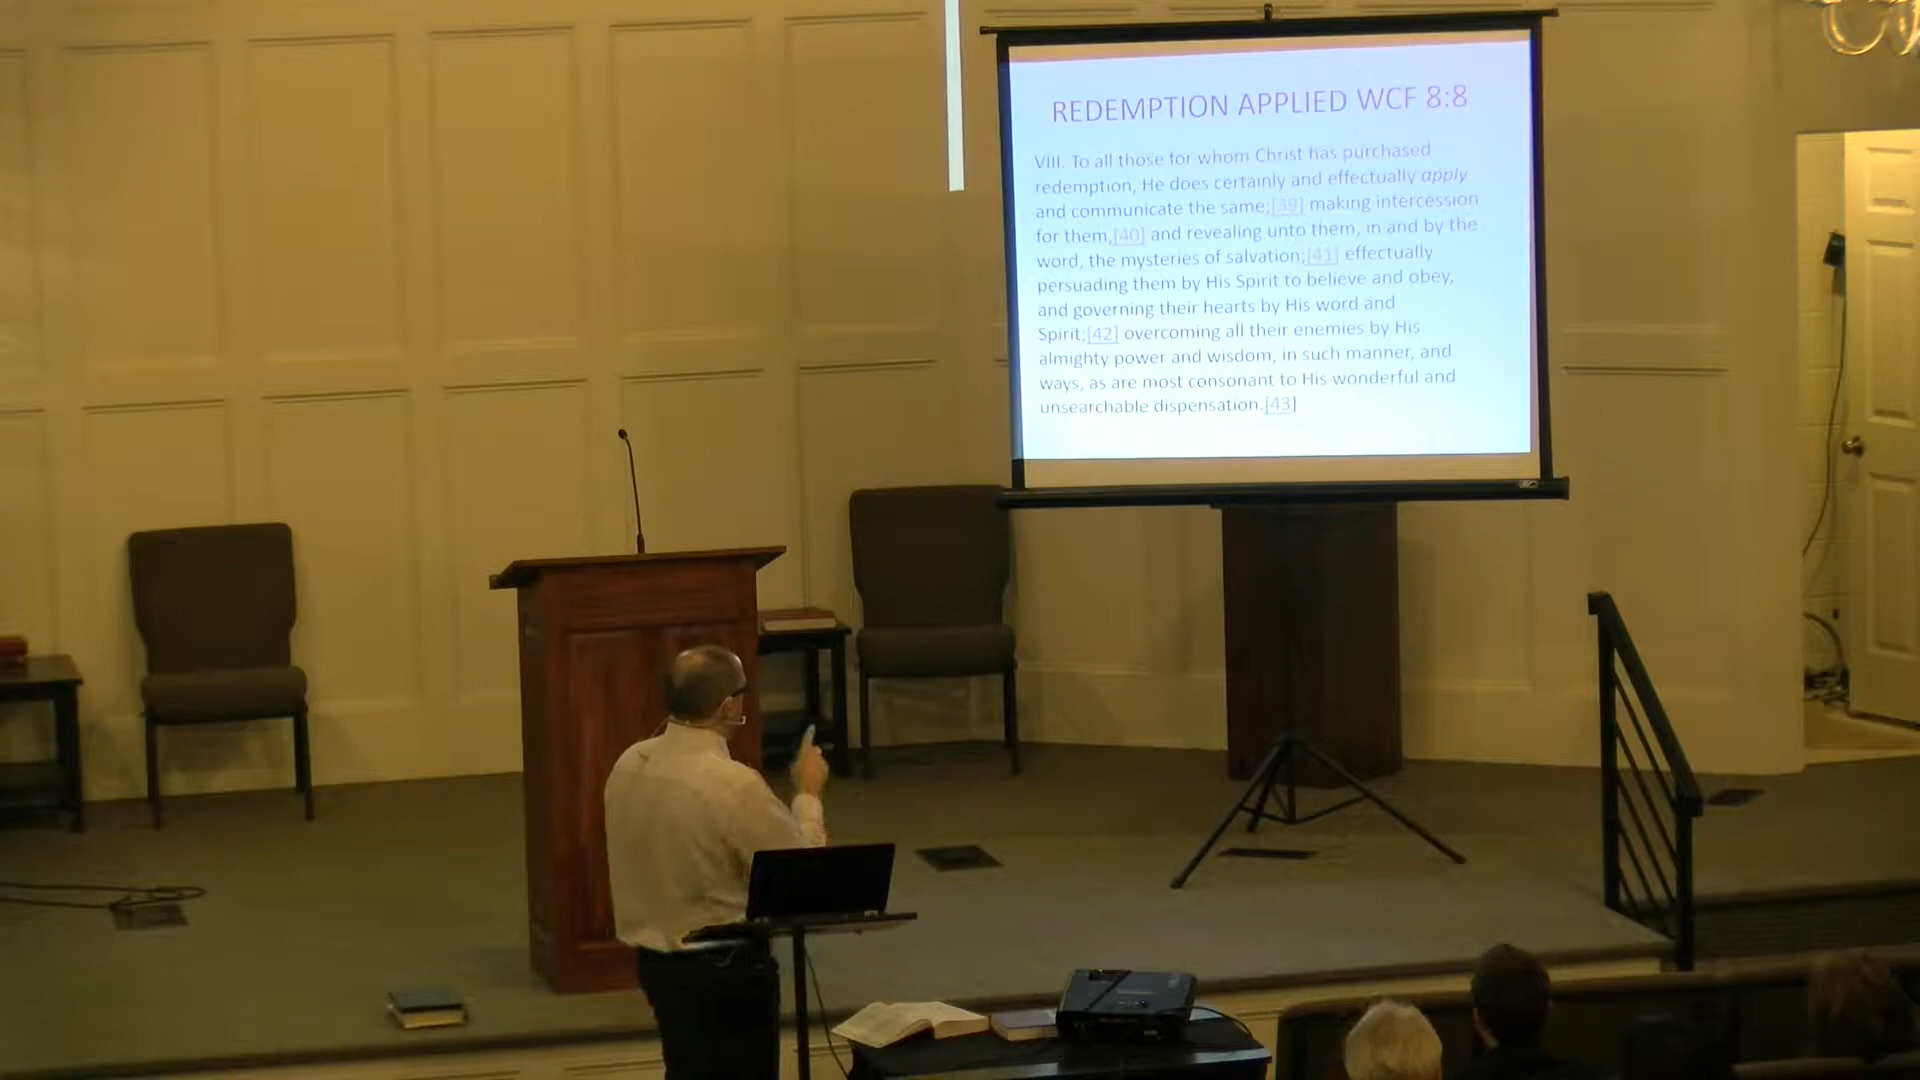 REDEMPTION APPLIED WCF 8:8
VIII. To all those for whom Christ has purchased
redemption, He does certainly and effectually apply
and communicate the same;[39] making intercession
for them,[40] and revealing unto them, in and by the
word, the mysteries of salvation;[41] effectually
persuading them by His Spirit to believe and obey,
and governing their hearts by His word and
Spirit;[42] overcoming all their enemies by His
almighty power and wisdom, in such manner, and
ways, as are most consonant to His wonderful and
unsearchable dispensation.[43]